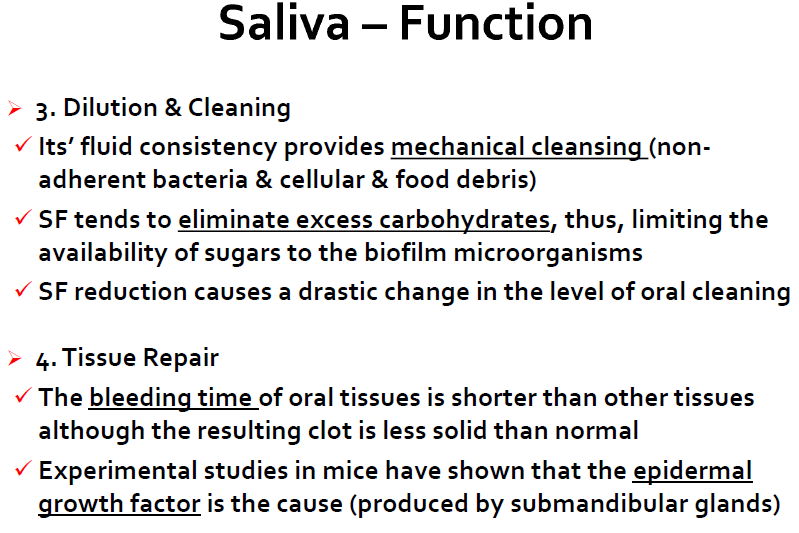 Saliva – Function
3. Dilution & Cleaning
Its’ fluid consistency provides mechanical cleansing (non-
adherent bacteria & cellular & food debris)
SF tends to eliminate excess carbohydrates, thus, limiting the
availability of sugars to the biofilm microorganisms
SF reduction causes a drastic change in the level of oral cleaning
4. Tissue Repair
The bleeding time of oral tissues is shorter than other tissues
although the resulting clot is less solid than normal
Experimental studies in mice have shown that the epidermal
growth factor is the cause (produced by submandibular glands)